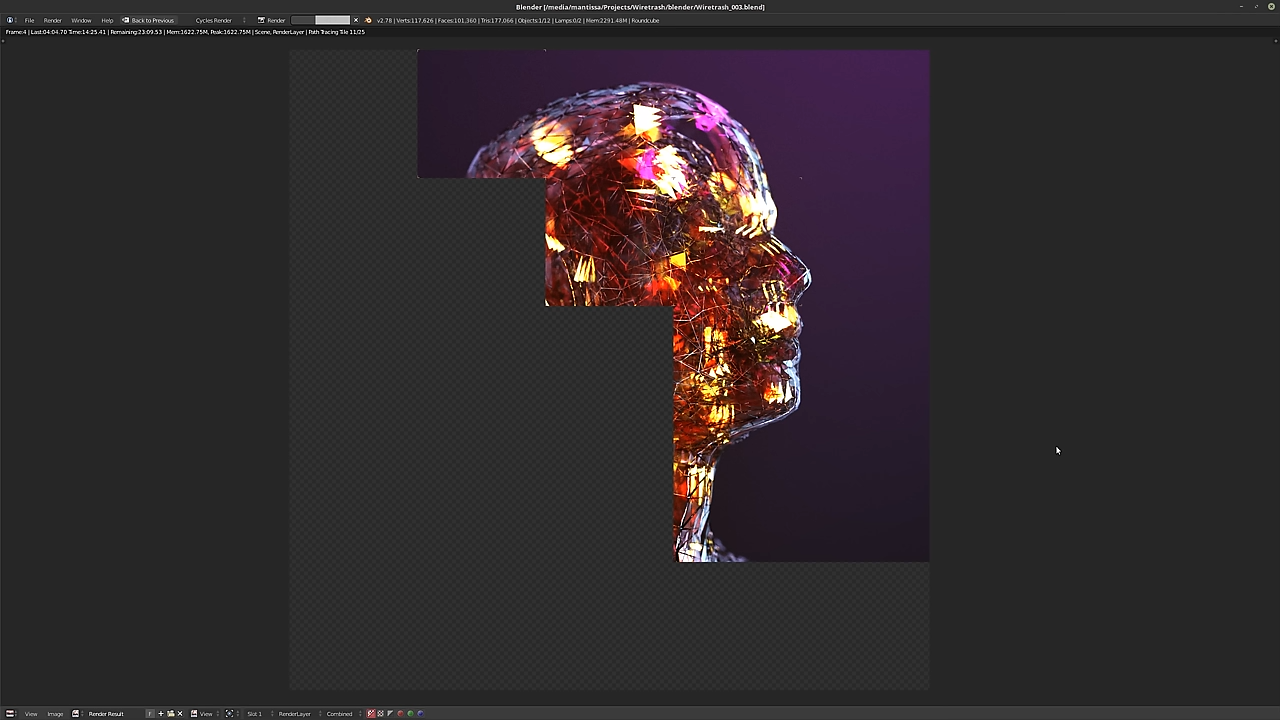 Blender [/media/mantissa/Projects/Wiretrash/blender/Wiretrash_003.blend]
File Render Window Help Back to Previous Cycles Render Render v2.78 | Verts:117,626 | Faces:101,360 | Tris:177,066 | Objects:1/12 | Lamps:0/2 | Mem:2291.48M | Roundcube
Frame:4 | Last:04:04.70 Time:14:25.41 | Remaining:23:09.53 | Mem:1622.75M, Peak:1622.75M | Scene, RenderLayer | Path Tracing Tile 11/25
View Image Render Result F View Slot 1 RenderLayer Combined